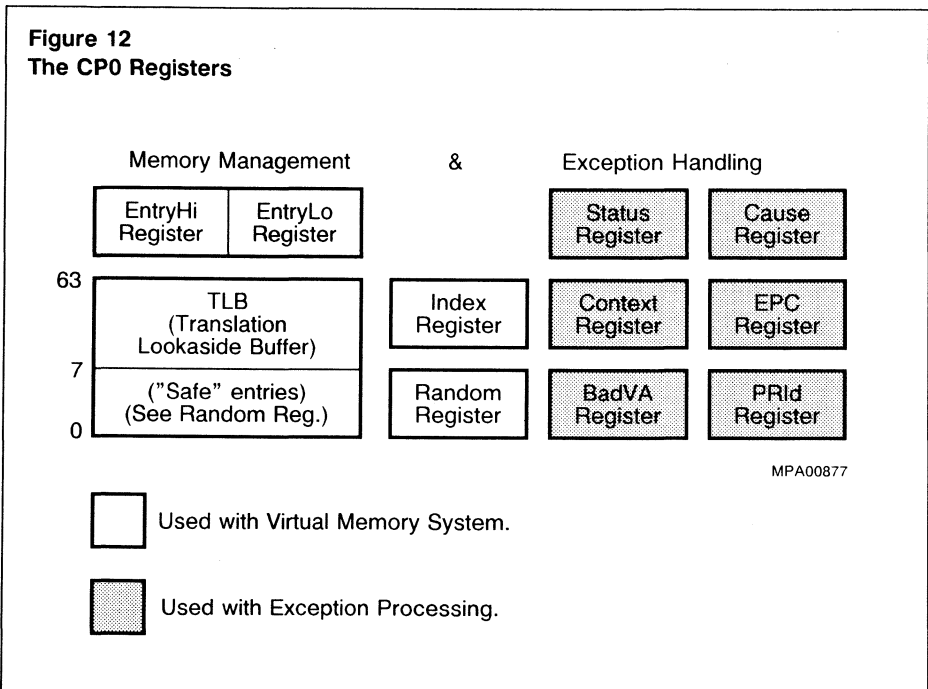 Figure 12
The CP0 Registers
Memory Management & Exception Handling
EntryHi
Register
EntryLo
Register
Status
Register
Cause
Register
63
TLB
(Translation
Lookaside Buffer)
Index
Register
Context
Register
EPC
Register
7
("Safe" entries)
(See Random Reg.)
0
Random
Register
BadVA
Register
PRId
Register
MPA00877
Used with Virtual Memory System.
Used with Exception Processing.